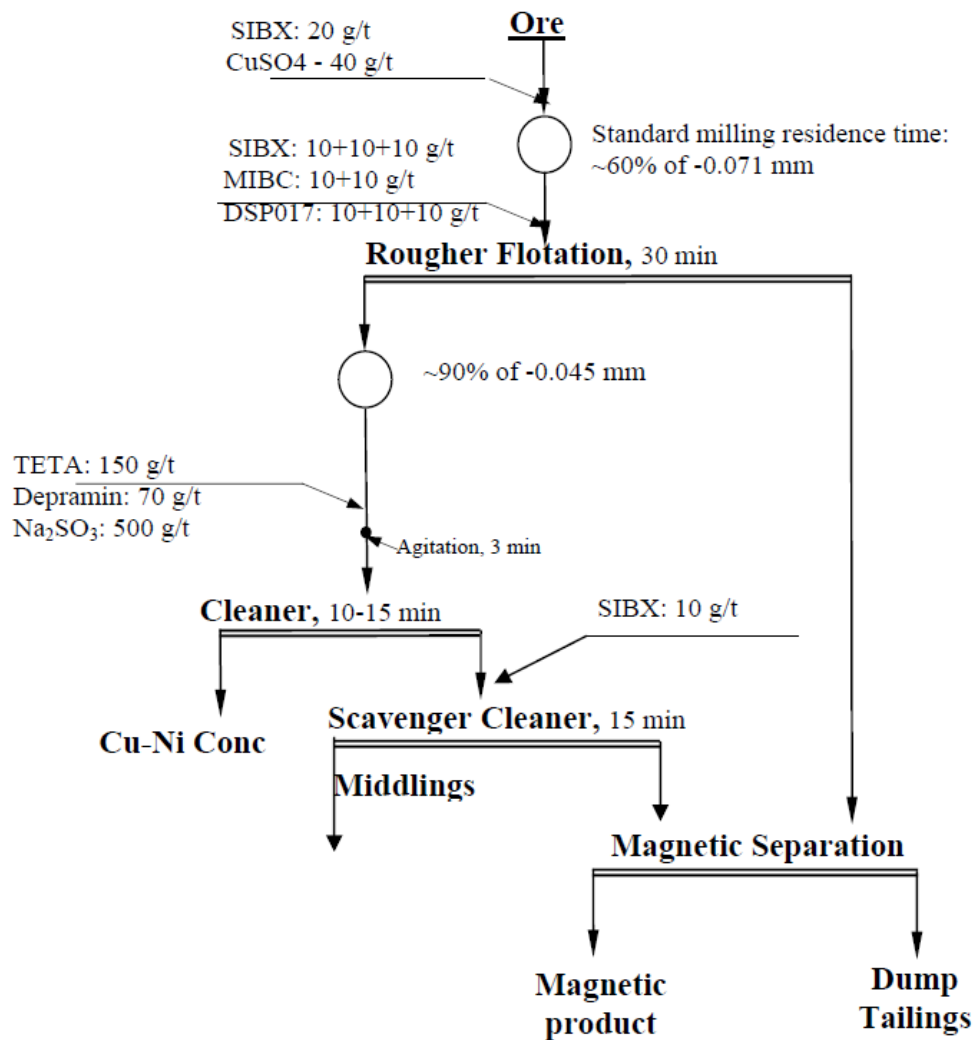 Ore
SIBX: 20 g/t
CuSO4 - 40 g/t
Standard milling residence time:
~60% of -0.071 mm
SIBX: 10+10+10 g/t
MIBC: 10+10 g/t
DSP017: 10+10+10 g/t
Rougher Flotation, 30 min
~90% of -0.045 mm
TETA: 150 g/t
Depramin: 70 g/t
Na₂SO₃: 500 g/t
Agitation, 3 min
Cleaner, 10-15 min
SIBX: 10 g/t
Scavenger Cleaner, 15 min
Cu-Ni Conc
Middlings
Magnetic Separation
Magnetic
product
Dump
Tailings